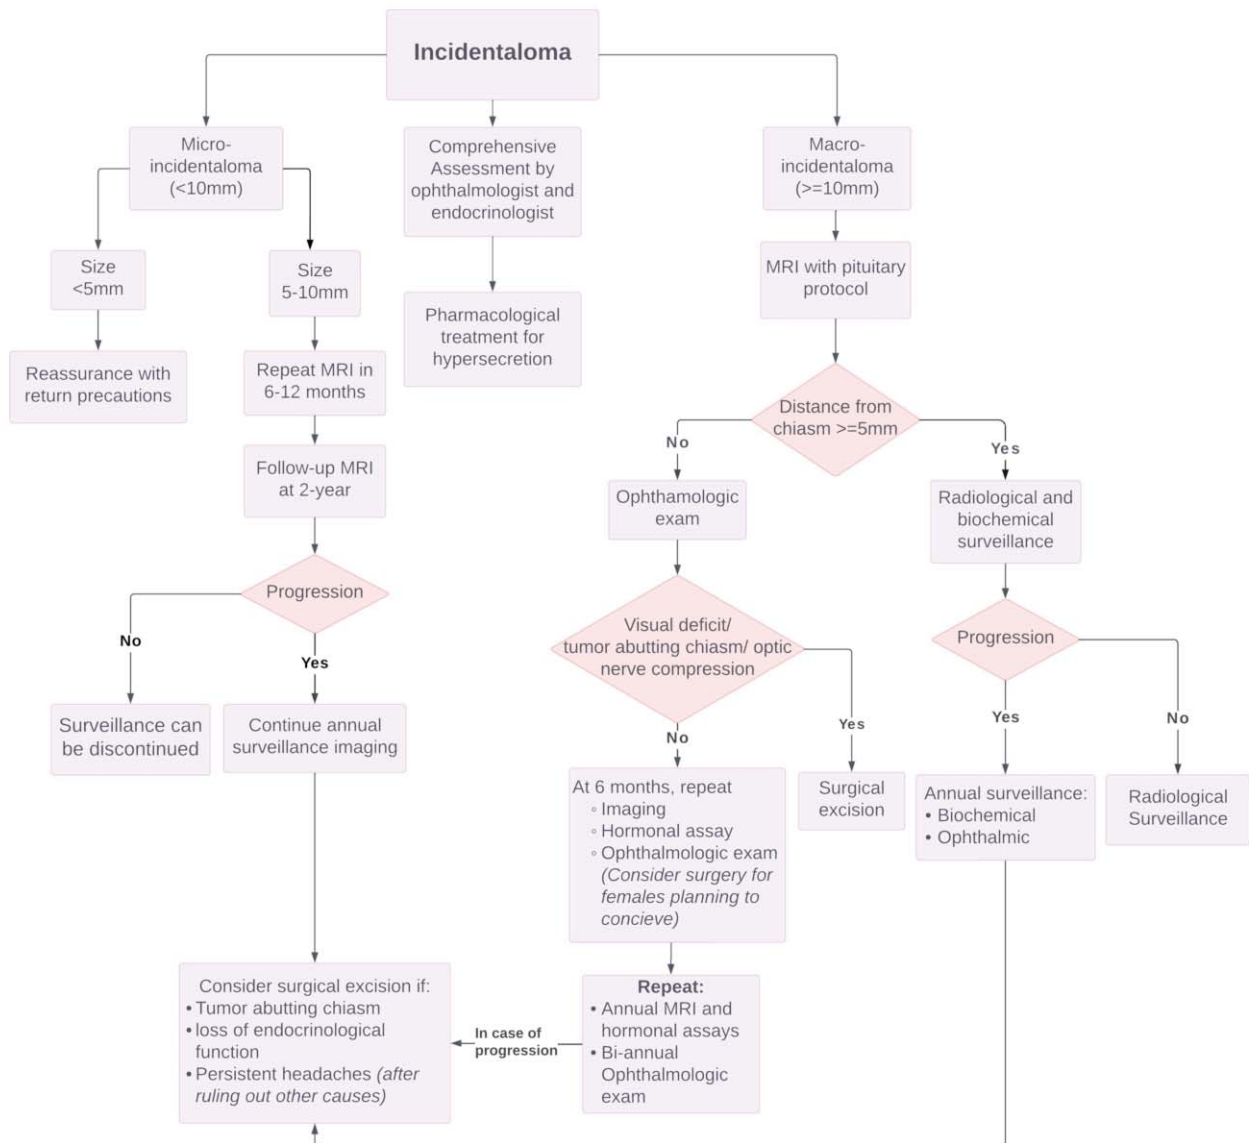 Incidentaloma
Micro-
incidentaloma
(<10mm)
Comprehensive
Assessment by
ophthalmologist and
endocrinologist
Macro-
incidentaloma
(>=10mm)
Size
<5mm
Size
5-10mm
MRI with pituitary
protocol
Pharmacological
treatment for
hypersecretion
Reassurance with
return precautions
Repeat MRI in
6-12 months
Distance from
chiasm >=5mm
No
Yes
Follow-up MRI
at 2-year
Ophthamologic
exam
Radiological and
biochemical
surveillance
Progression
No
Yes
Visual deficit/
tumor abutting chiasm/ optic
nerve compression
Progression
Surveillance can
be discontinued
Continue annual
surveillance imaging
No
Yes
Yes
No
At 6 months, repeat
◦ Imaging
◦ Hormonal assay
◦ Ophthalmologic exam
(Consider surgery for
females planning to
concieve)
Surgical
excision
Annual surveillance:
• Biochemical
• Ophthalmic
Radiological
Surveillance
Consider surgical excision if:
• Tumor abutting chiasm
• loss of endocrinological
function
• Persistent headaches (after
ruling out other causes)
In case of
progression
Repeat:
• Annual MRI and
hormonal assays
• Bi-annual
Ophthalmologic
exam